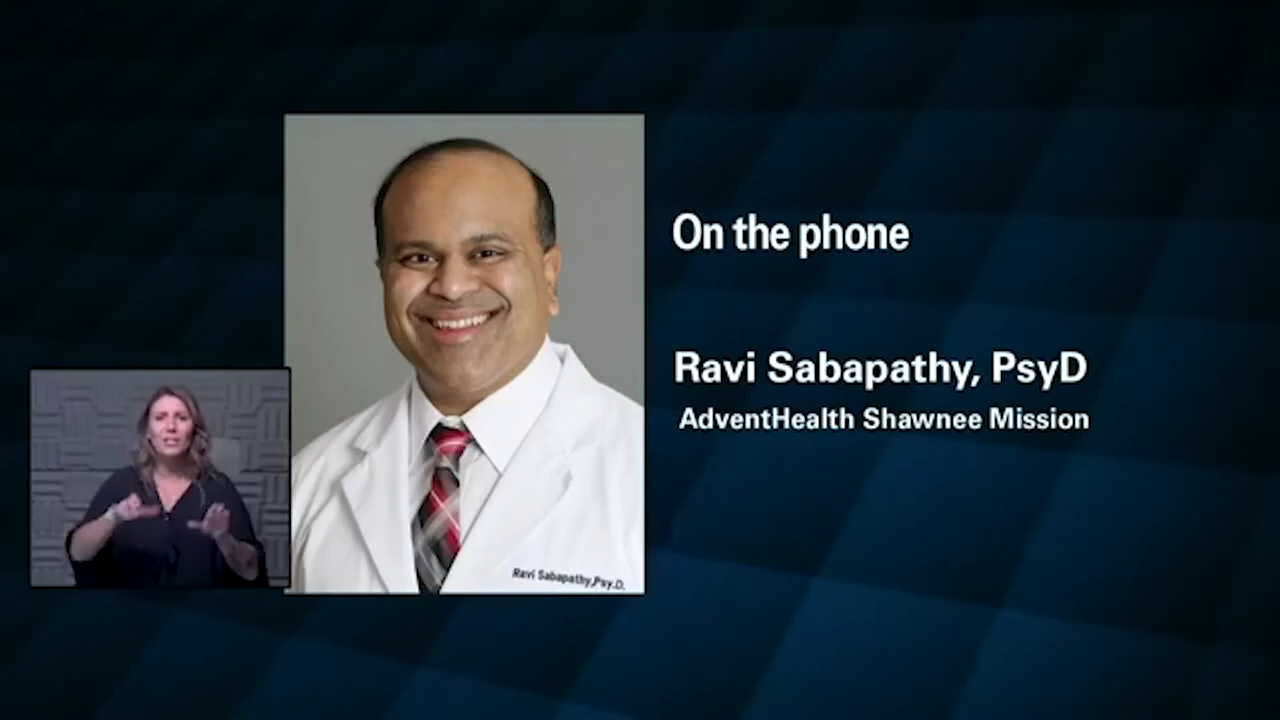 On the phone
Ravi Sabapathy, PsyD
AdventHealth Shawnee Mission
Ravi Sabapathy,Psy.D.